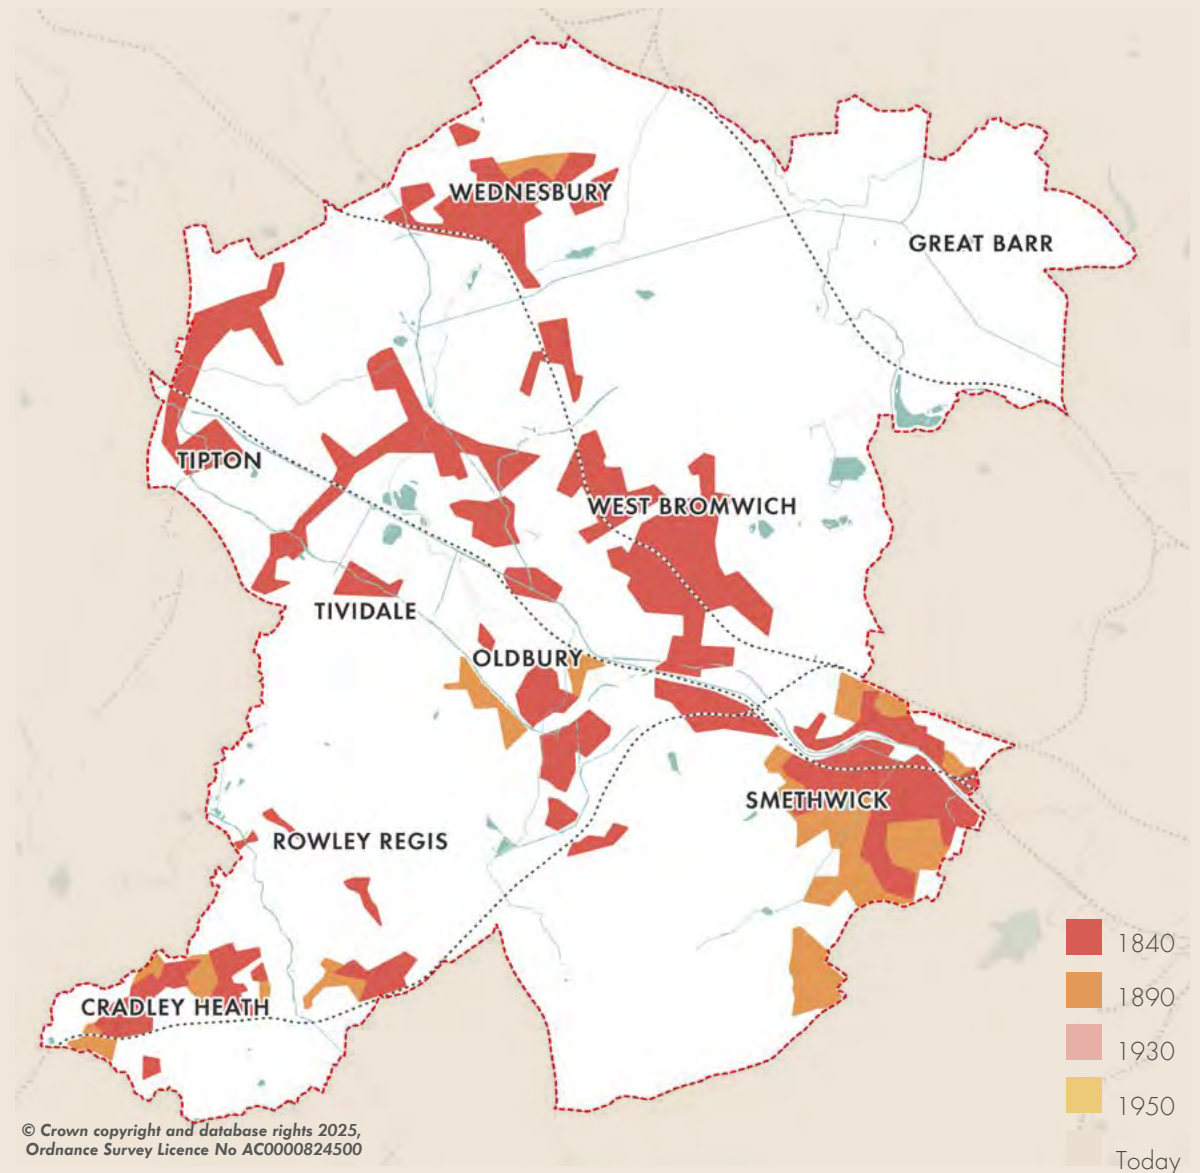 WEDNESBURY
GREAT BARR
TIPTON
WEST BROMWICH
TIVIDALE
OLDBURY
SMETHWICK
ROWLEY REGIS
CRADLEY HEATH
1840
1890
1930
1950
Today
© Crown copyright and database rights 2025,
Ordnance Survey Licence No AC0000824500